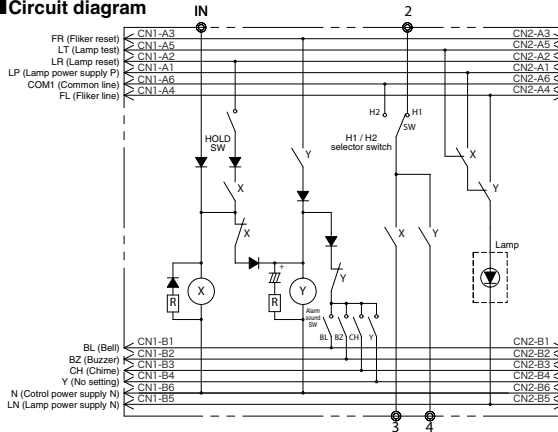 Circuit diagram
IN
2
FR (Fliker reset)
CN1-A3
CN2-A3
LT (Lamp test)
CN1-A5
CN2-A5
LR (Lamp reset)
CN1-A2
CN2-A2
LP (Lamp power supply P)
CN1-A1
CN2-A1
COM1 (Common line)
CN1-A6
CN2-A6
FL (Fliker line)
CN1-A4
CN2-A4
H2
H1
SW
HOLD
SW
H1 / H2
selector switch
Y
X
X
Y
X
X
Y
Lamp
Y
+
X
Y
R
R
Alarm
sound
SW
BL
BZ
CH
Y
BL (Bell)
CN1-B1
CN2-B1
BZ (Buzzer)
CN1-B2
CN2-B2
CH (Chime)
CN1-B3
CN2-B3
Y (No setting)
CN1-B4
CN2-B4
N (Cotrol power supply N)
CN1-B6
CN2-B6
LN (Lamp power supply N)
CN1-B5
CN2-B5
3
4